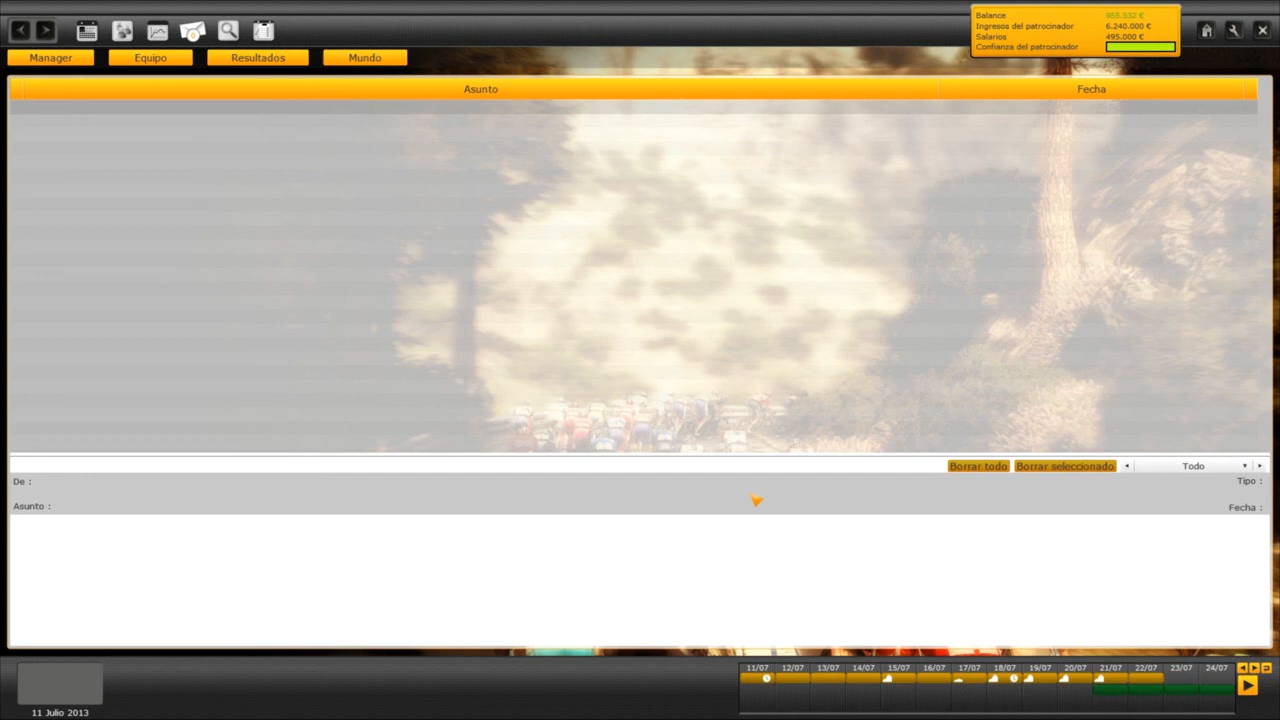 Balance 955.532 €
Ingresos del patrocinador 6.240.000 €
Salarios 495.000 €
Confianza del patrocinador
Manager Equipo Resultados Mundo
Asunto Fecha
Borrar todo Borrar seleccionado Todo
De : Tipo :
Asunto : Fecha :
11/07 12/07 13/07 14/07 15/07 16/07 17/07 18/07 19/07 20/07 21/07 22/07 23/07 24/07
11 Julio 2013